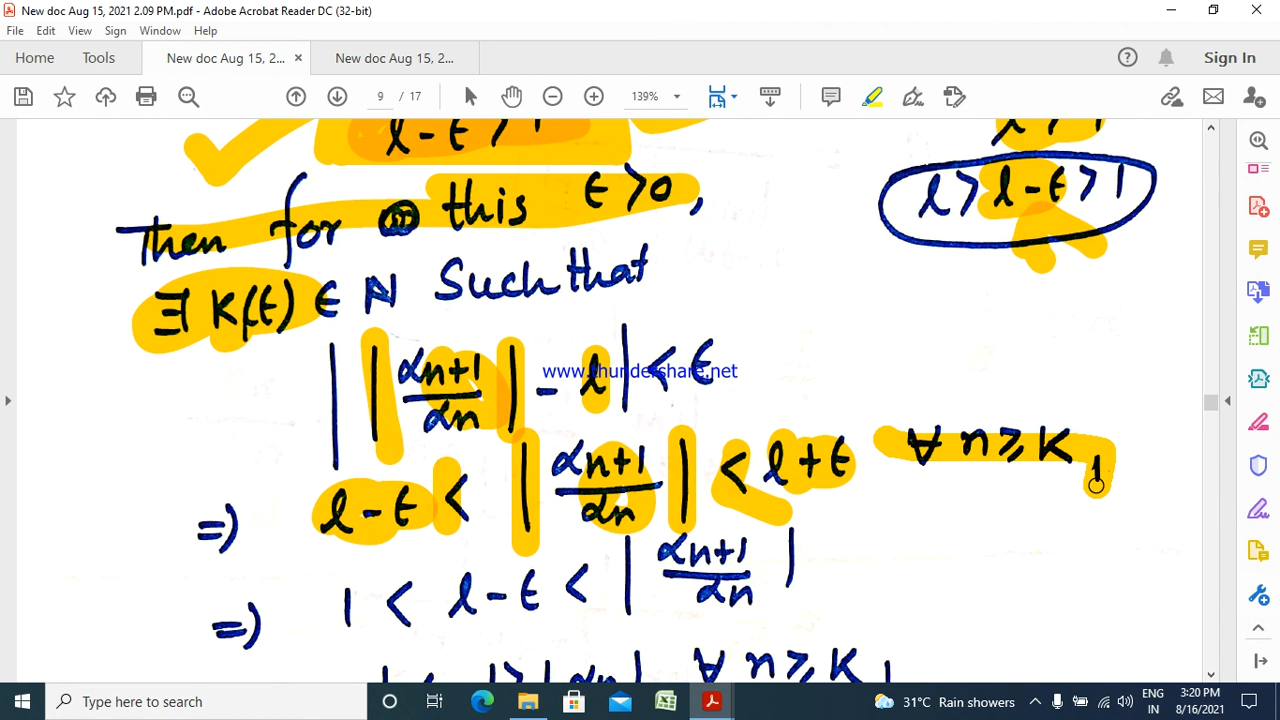 New doc Aug 15, 2021 2.09 PM.pdf - Adobe Acrobat Reader DC (32-bit)
File Edit View Sign Window Help
Home Tools New doc Aug 15, 2... × New doc Aug 15, 2... Sign In
9 / 17 139%
l-ϵ>1
l>1
l>l-ϵ>1
Then for this ϵ>0,
∃ K(ϵ) ∈ ℕ Such that
| |αn+1/αn| - l | < ϵ
www.thundershare.net
=> l-ϵ < |αn+1/αn| < l+ϵ ∀ n≥K1
=> 1 < l-ϵ < |αn+1/αn|
∀ n≥K
Type here to search
31°C Rain showers
ENG
IN
3:20 PM
8/16/2021